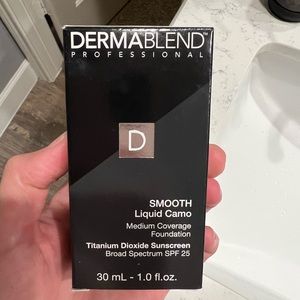 DERMABLEND
PROFESSIONAL
D
SMOOTH
Liquid Camo
Medium Coverage
Foundation
Titanium Dioxide Sunscreen
Broad Spectrum SPF 25
30 mL - 1.0 fl.oz.